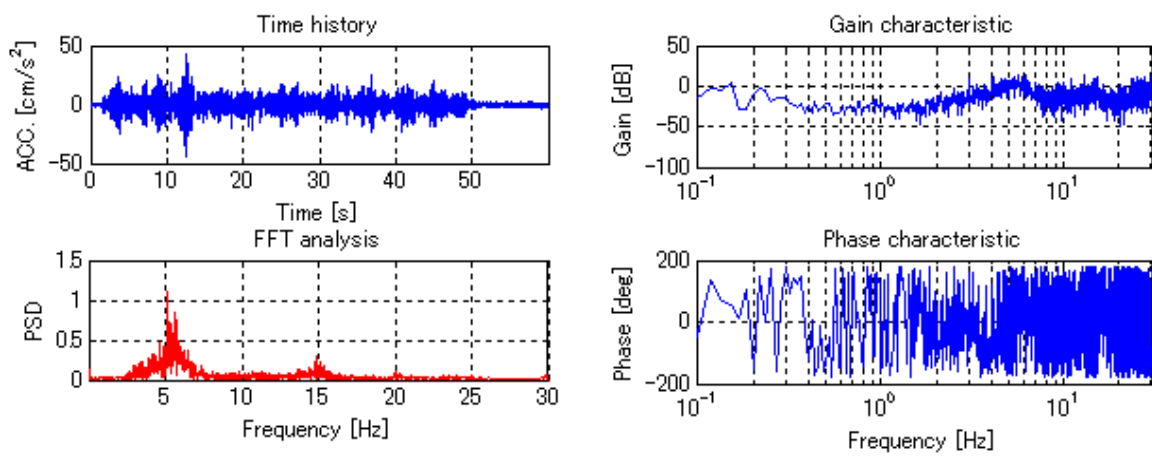 Time history
ACC. [cm/s²]
50
0
−50
0 10 20 30 40 50
Time [s]
Gain characteristic
Gain [dB]
50
0
−50
−100
10⁻¹ 10⁰ 10¹
FFT analysis
PSD
1.5
1
0.5
0
5 10 15 20 25 30
Frequency [Hz]
Phase characteristic
Phase [deg]
200
0
−200
10⁻¹ 10⁰ 10¹
Frequency [Hz]